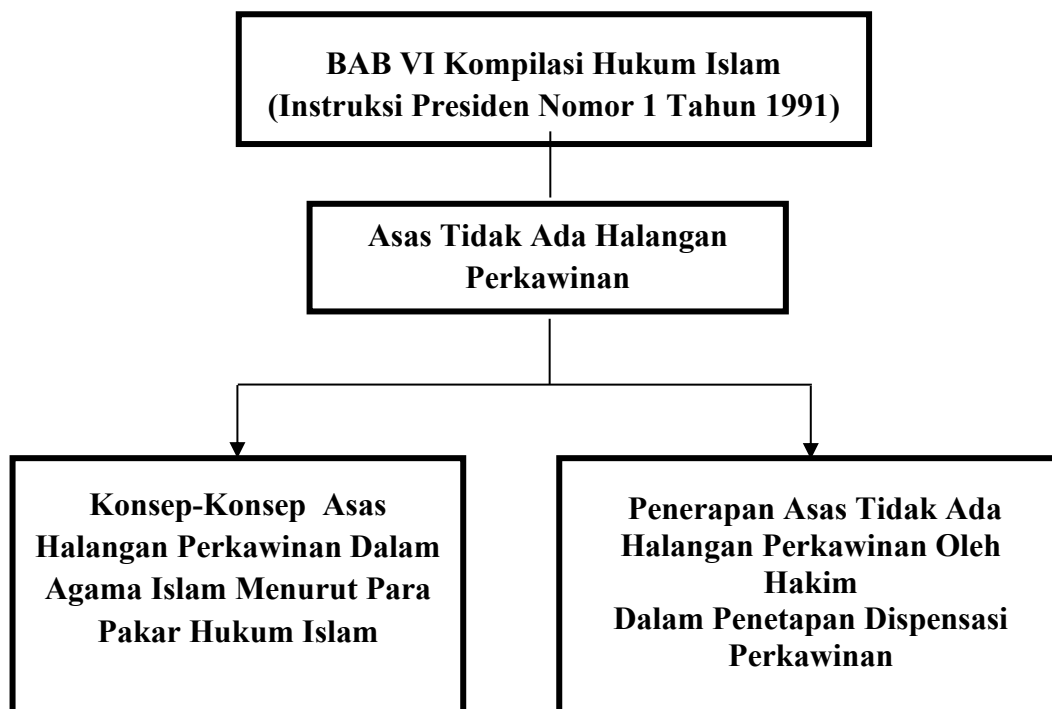 BAB VI Kompilasi Hukum Islam
(Instruksi Presiden Nomor 1 Tahun 1991)
Asas Tidak Ada Halangan
Perkawinan
Konsep-Konsep Asas
Halangan Perkawinan Dalam
Agama Islam Menurut Para
Pakar Hukum Islam
Penerapan Asas Tidak Ada
Halangan Perkawinan Oleh
Hakim
Dalam Penetapan Dispensasi
Perkawinan